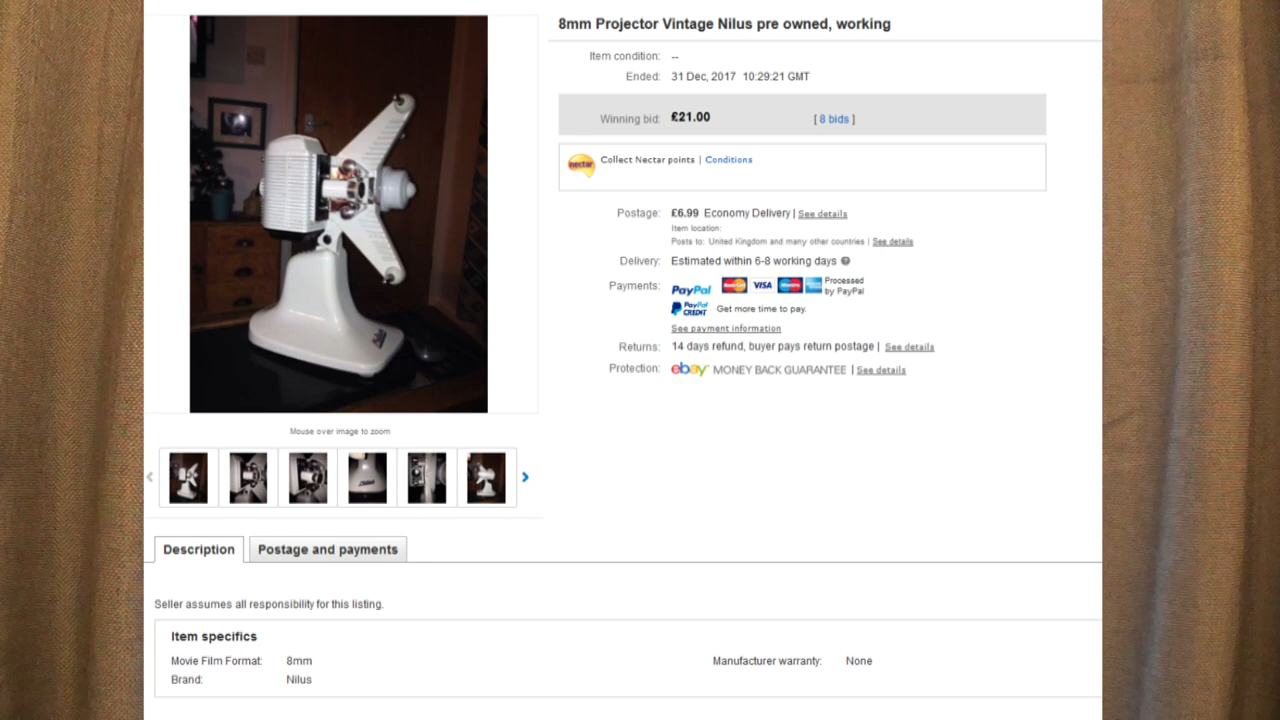 8mm Projector Vintage Nilus pre owned, working
Item condition: --
Ended: 31 Dec, 2017 10:29:21 GMT
Winning bid: £21.00 [ 8 bids ]
nectar Collect Nectar points | Conditions
Postage: £6.99 Economy Delivery | See details
Item location:
Posts to: United Kingdom and many other countries | See details
Delivery: Estimated within 6-8 working days
Payments: PayPal MasterCard VISA Maestro Processed
by PayPal
PayPal
CREDIT Get more time to pay.
See payment information
Returns: 14 days refund, buyer pays return postage | See details
Protection: ebay MONEY BACK GUARANTEE | See details
Nilus
Mouse over image to zoom
Description
Postage and payments
Seller assumes all responsibility for this listing.
Item specifics
Movie Film Format: 8mm Manufacturer warranty: None
Brand: Nilus